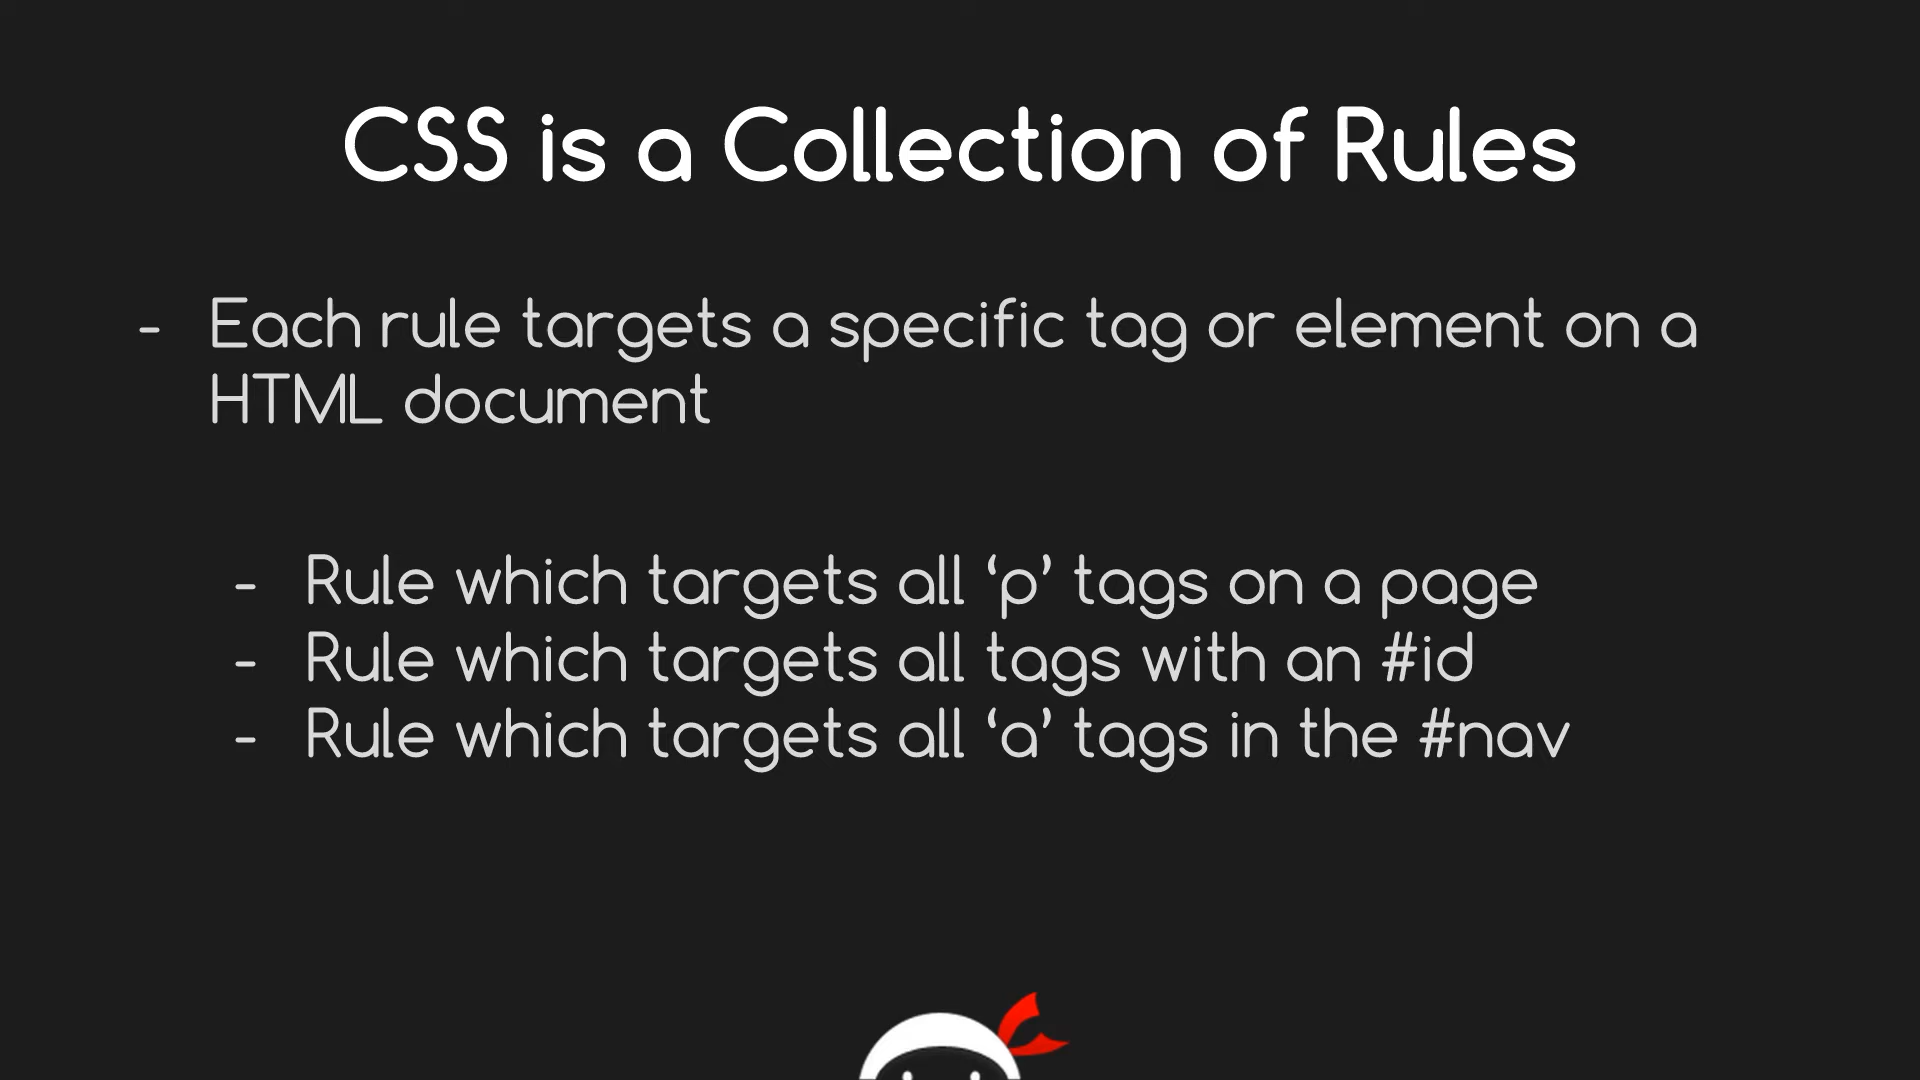 CSS is a Collection of Rules
- Each rule targets a specific tag or element on a
HTML document
- Rule which targets all ‘p’ tags on a page
- Rule which targets all tags with an #id
- Rule which targets all ‘a’ tags in the #nav